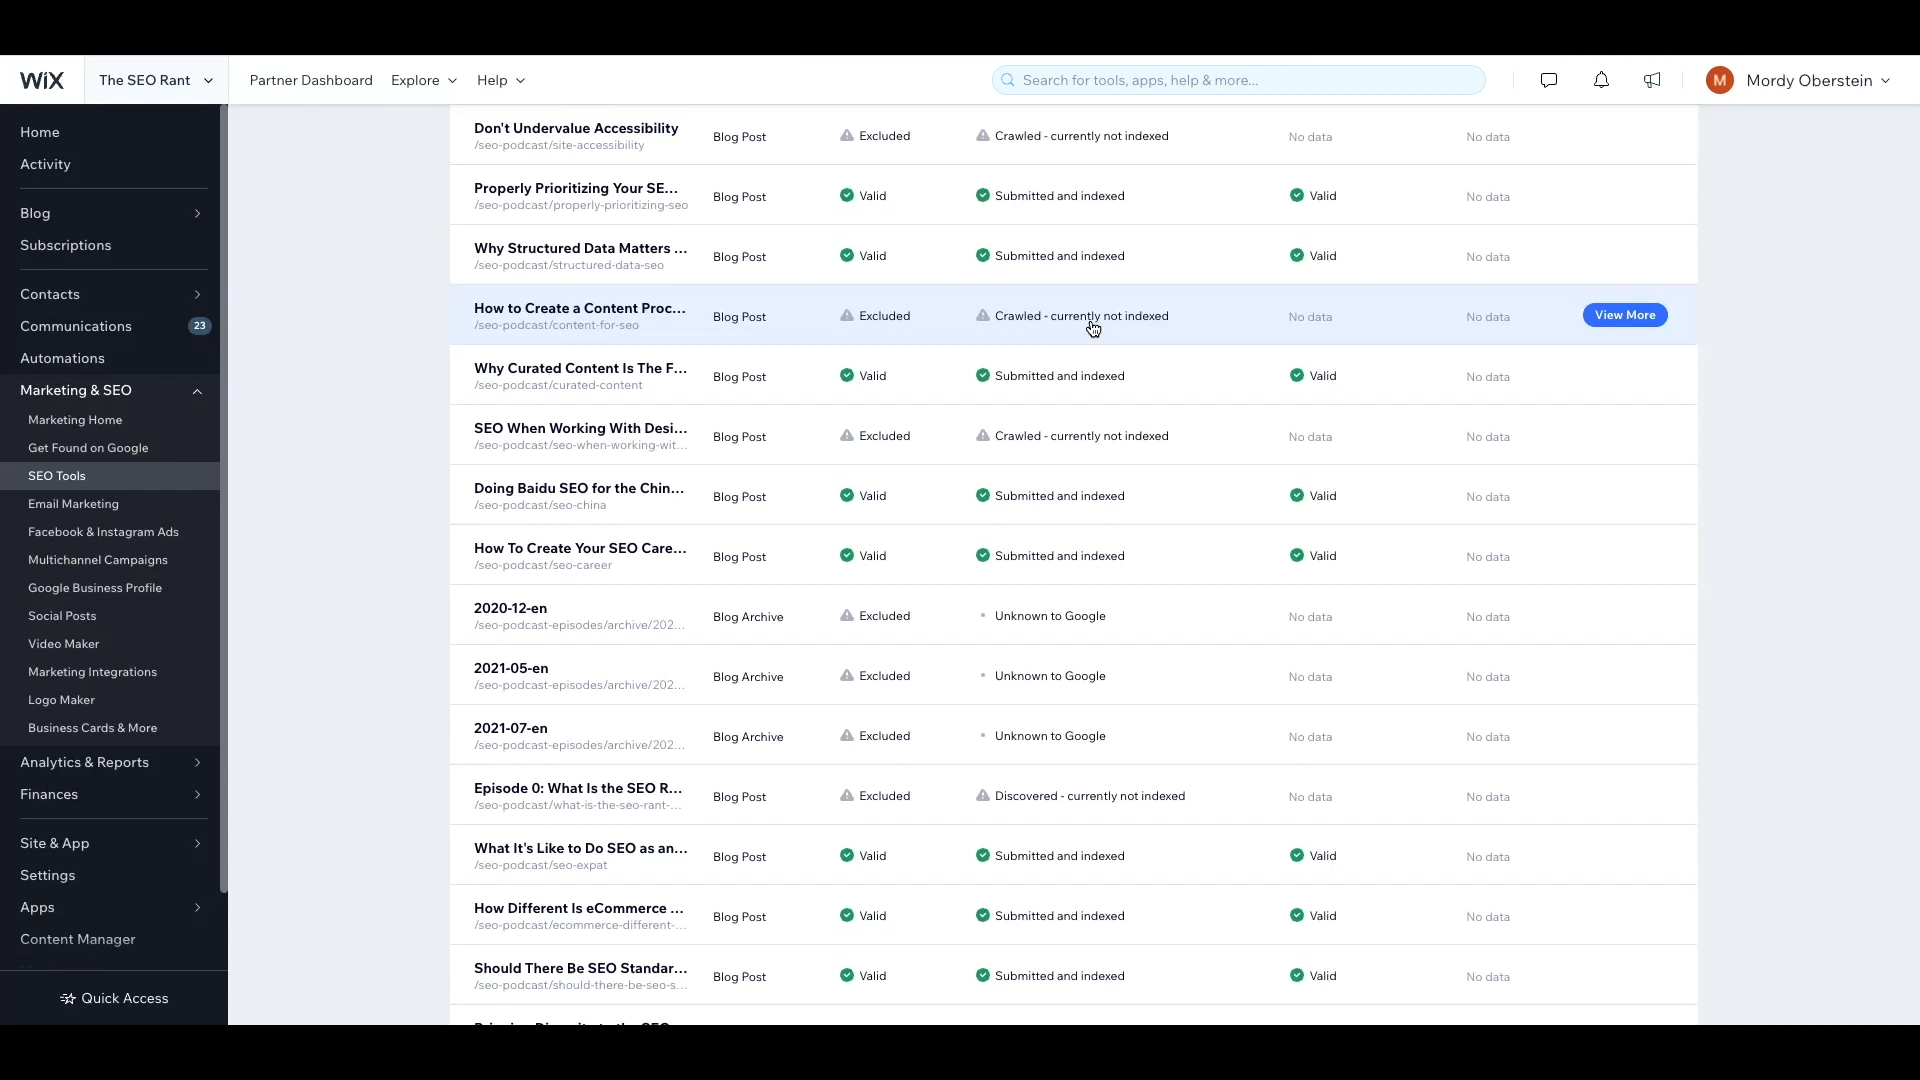 WiX
The SEO Rant
Partner Dashboard
Explore
Help
Search for tools, apps, help & more...
M
Mordy Oberstein
Home
Activity
Blog
Subscriptions
Contacts
Communications 23
Automations
Marketing & SEO
Marketing Home
Get Found on Google
SEO Tools
Email Marketing
Facebook & Instagram Ads
Multichannel Campaigns
Google Business Profile
Social Posts
Video Maker
Marketing Integrations
Logo Maker
Business Cards & More
Analytics & Reports
Finances
Site & App
Settings
Apps
Content Manager
Quick Access
Don't Undervalue Accessibility
/seo-podcast/site-accessibility
Blog Post Excluded Crawled - currently not indexed No data No data
Properly Prioritizing Your SE...
/seo-podcast/properly-prioritizing-seo
Blog Post Valid Submitted and indexed Valid No data
Why Structured Data Matters ...
/seo-podcast/structured-data-seo
Blog Post Valid Submitted and indexed Valid No data
How to Create a Content Proc...
/seo-podcast/content-for-seo
Blog Post Excluded Crawled - currently not indexed No data No data View More
Why Curated Content Is The F...
/seo-podcast/curated-content
Blog Post Valid Submitted and indexed Valid No data
SEO When Working With Desi...
/seo-podcast/seo-when-working-wit...
Blog Post Excluded Crawled - currently not indexed No data No data
Doing Baidu SEO for the Chin...
/seo-podcast/seo-china
Blog Post Valid Submitted and indexed Valid No data
How To Create Your SEO Care...
/seo-podcast/seo-career
Blog Post Valid Submitted and indexed Valid No data
2020-12-en
/seo-podcast-episodes/archive/202...
Blog Archive Excluded Unknown to Google No data No data
2021-05-en
/seo-podcast-episodes/archive/202...
Blog Archive Excluded Unknown to Google No data No data
2021-07-en
/seo-podcast-episodes/archive/202...
Blog Archive Excluded Unknown to Google No data No data
Episode 0: What Is the SEO R...
/seo-podcast/what-is-the-seo-rant-...
Blog Post Excluded Discovered - currently not indexed No data No data
What It's Like to Do SEO as an...
/seo-podcast/seo-expat
Blog Post Valid Submitted and indexed Valid No data
How Different Is eCommerce ...
/seo-podcast/ecommerce-different-...
Blog Post Valid Submitted and indexed Valid No data
Should There Be SEO Standar...
/seo-podcast/should-there-be-seo-s...
Blog Post Valid Submitted and indexed Valid No data